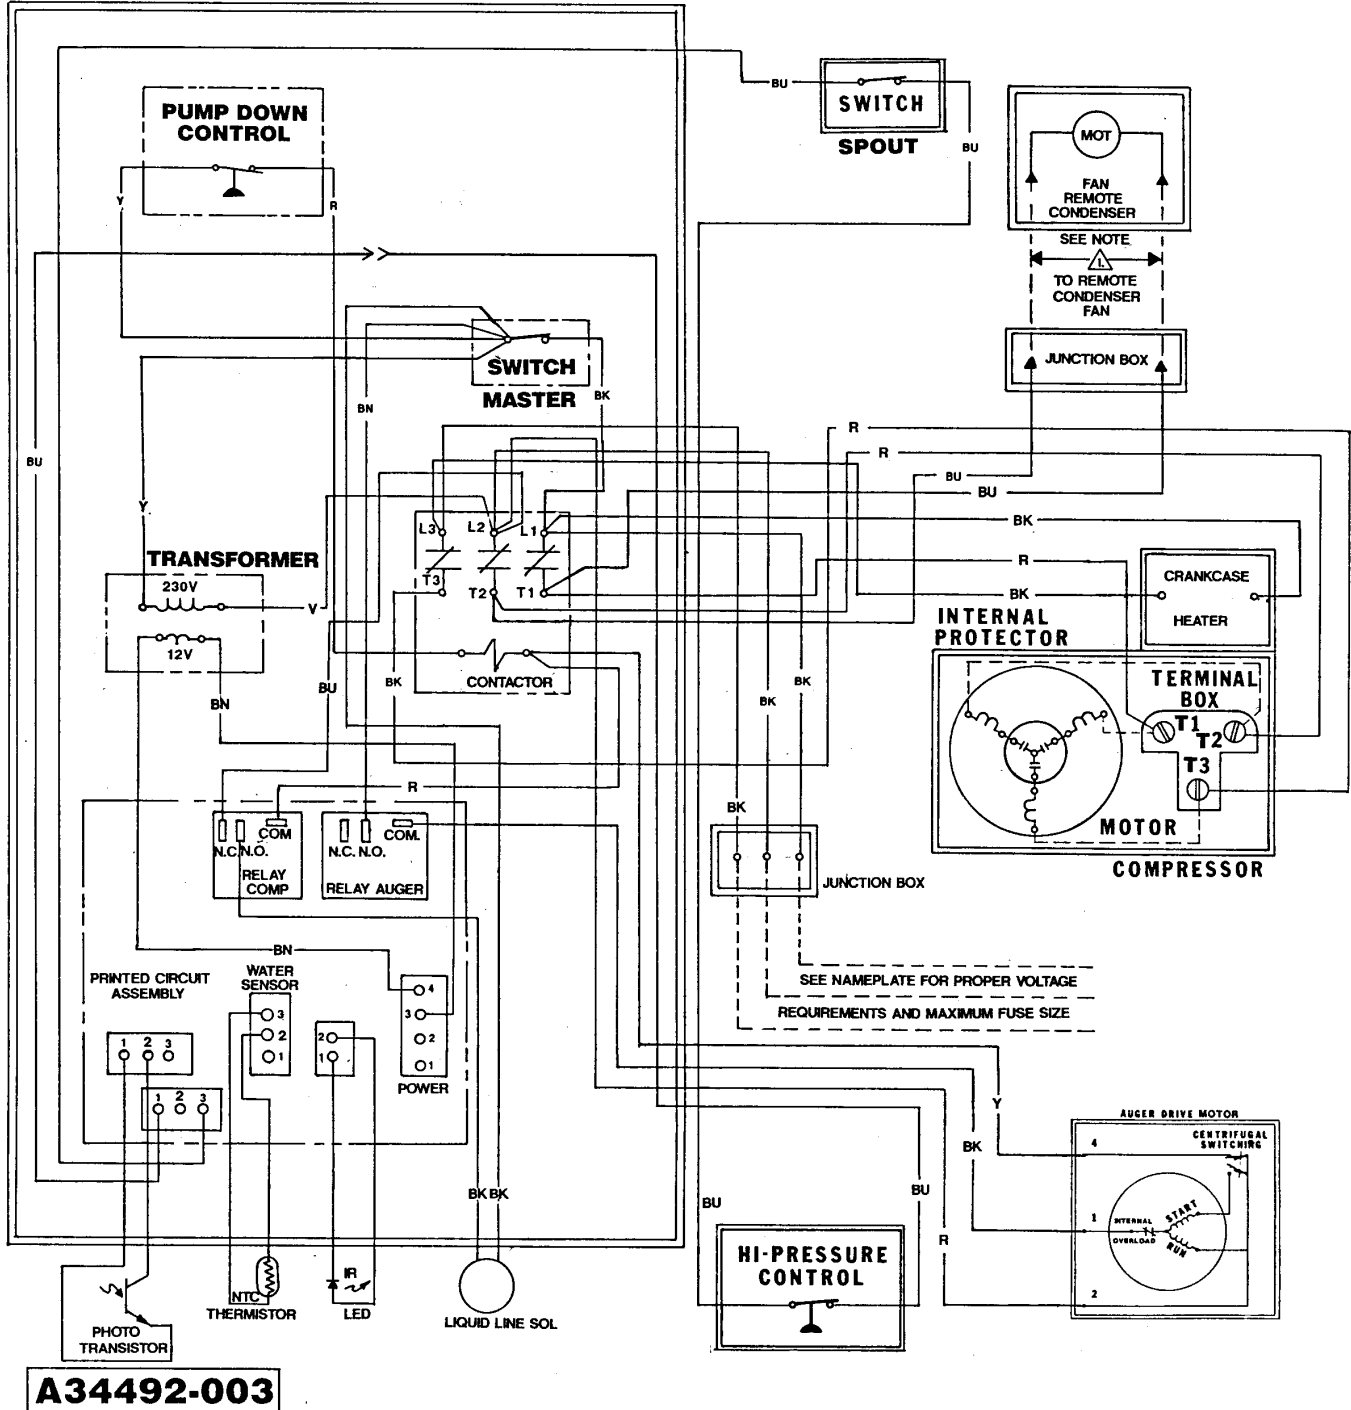 BU
SWITCH
SPOUT
BU
PUMP DOWN
CONTROL
Y
R
MOT
FAN
REMOTE
CONDENSER
SEE NOTE
1.
TO REMOTE
CONDENSER
FAN
JUNCTION BOX
SWITCH
MASTER
BK
BN
BU
R
R
BU
BU
BK
R
BK
Y
TRANSFORMER
230V
V
12V
BN
L3
L2
L1
T3
T2
T1
CONTACTOR
BU
BK
BK
BK
BK
CRANKCASE
HEATER
INTERNAL
PROTECTOR
TERMINAL
BOX
T1
T2
T3
MOTOR
COMPRESSOR
R
COM
N.C.
N.O.
RELAY
COMP
COM.
N.C.
N.O.
RELAY AUGER
JUNCTION BOX
BN
PRINTED CIRCUIT
ASSEMBLY
WATER
SENSOR
3
2
1
2
1
4
3
2
1
POWER
1 2 3
1 2 3
SEE NAMEPLATE FOR PROPER VOLTAGE
REQUIREMENTS AND MAXIMUM FUSE SIZE
Y
BK
R
AUGER DRIVE MOTOR
CENTRIFUGAL
SWITCHING
4
1
2
INTERNAL
OVERLOAD
START
RUN
BK BK
BU
BU
HI-PRESSURE
CONTROL
NTC
THERMISTOR
IR
LED
LIQUID LINE SOL
PHOTO
TRANSISTOR
A34492-003